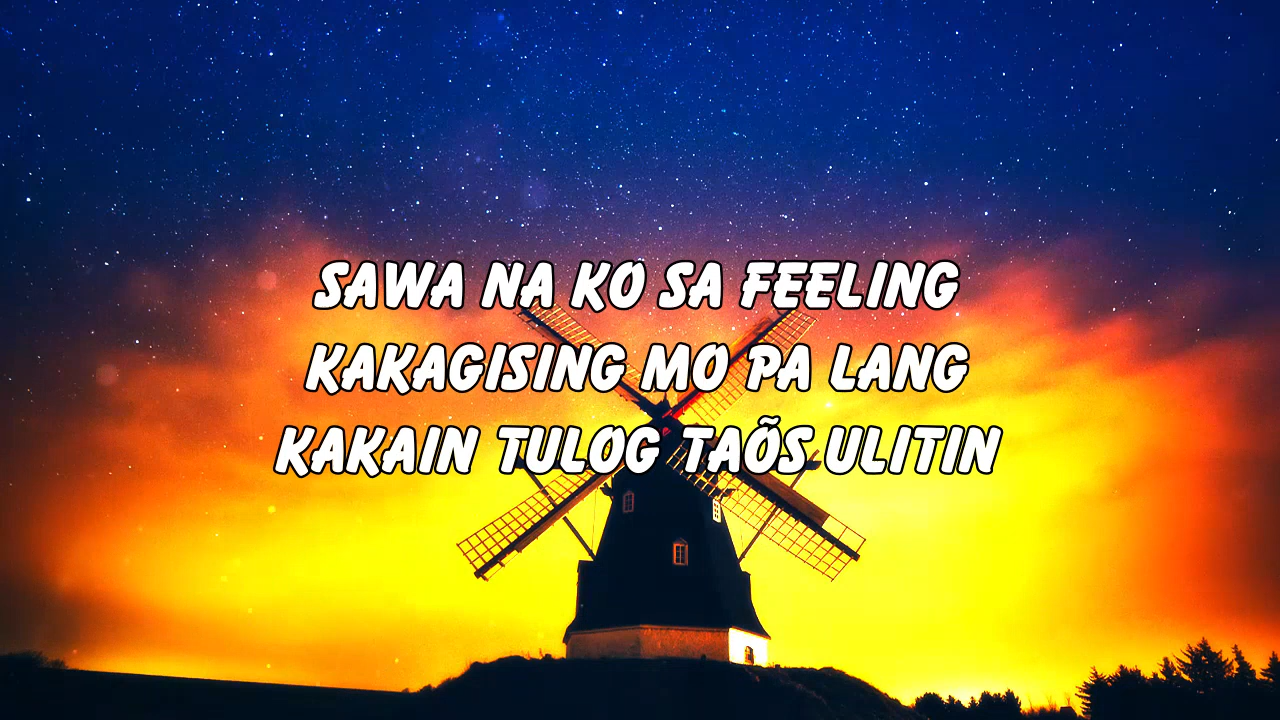 SAWA NA KO SA FEELING
KAKAGISING MO PA LANG
KAKAIN TULOG TAÕS ULITIN